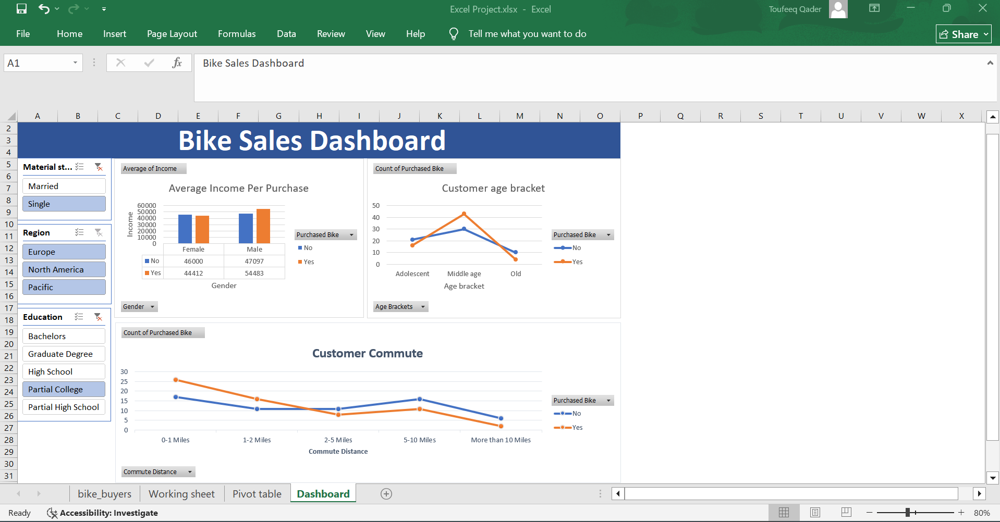 Excel Project.xlsx - Excel
Toufeeq Qader
File Home Insert Page Layout Formulas Data Review View Help Tell me what you want to do Share
A1 fx Bike Sales Dashboard
A B C D E F G H I J K L M N O P Q R S T U V W X
2
3
4
5
6
7
8
9
10
11
12
13
14
15
16
17
18
19
20
21
22
23
24
25
26
27
28
29
30
31
Bike Sales Dashboard
Material st...
Married
Single
Region
Europe
North America
Pacific
Education
Bachelors
Graduate Degree
High School
Partial College
Partial High School
Average of Income
Average Income Per Purchase
Income
60000
50000
40000
30000
20000
10000
0
Female Male
No 46000 47097
Yes 44412 54483
Gender
Purchased Bike
No
Yes
Gender
Count of Purchased Bike
Customer age bracket
50
40
30
20
10
0
Adolescent Middle age Old
Age bracket
Purchased Bike
No
Yes
Age Brackets
Count of Purchased Bike
Customer Commute
30
25
20
15
10
5
0
0-1 Miles 1-2 Miles 2-5 Miles 5-10 Miles More than 10 Miles
Commute Distance
Purchased Bike
No
Yes
Commute Distance
bike_buyers Working sheet Pivot table Dashboard
Ready Accessibility: Investigate 80%